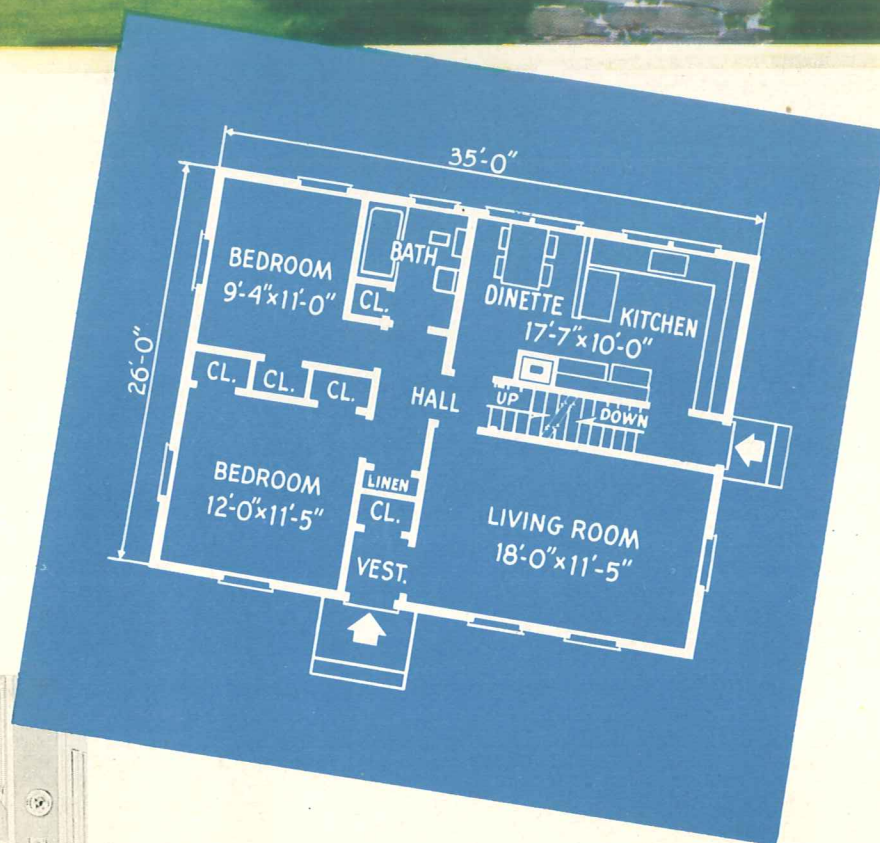 35'-0"
26'-0"
BEDROOM
9'-4"x11'-0"
BATH
CL.
DINETTE
KITCHEN
17'-7"x10'-0"
CL.
CL.
CL.
HALL
UP
DOWN
BEDROOM
12'-0"x11'-5"
LINEN
CL.
VEST.
LIVING ROOM
18'-0"x11'-5"